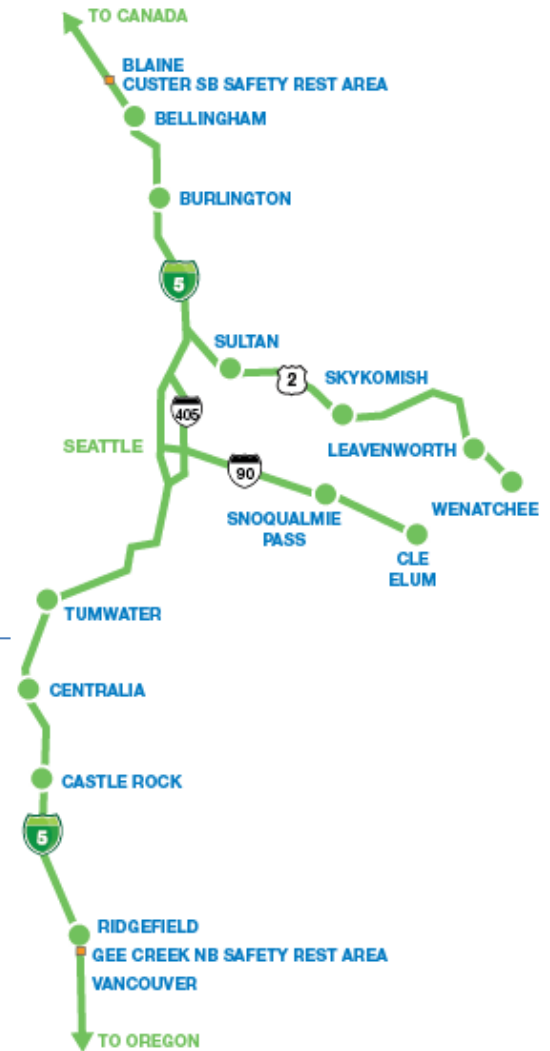 TO CANADA
BLAINE
CUSTER SB SAFETY REST AREA
BELLINGHAM
BURLINGTON
5
SULTAN
2
SKYKOMISH
405
SEATTLE
LEAVENWORTH
90
WENATCHEE
SNOQUALMIE
PASS
CLE
ELUM
TUMWATER
CENTRALIA
CASTLE ROCK
5
RIDGEFIELD
GEE CREEK NB SAFETY REST AREA
VANCOUVER
TO OREGON